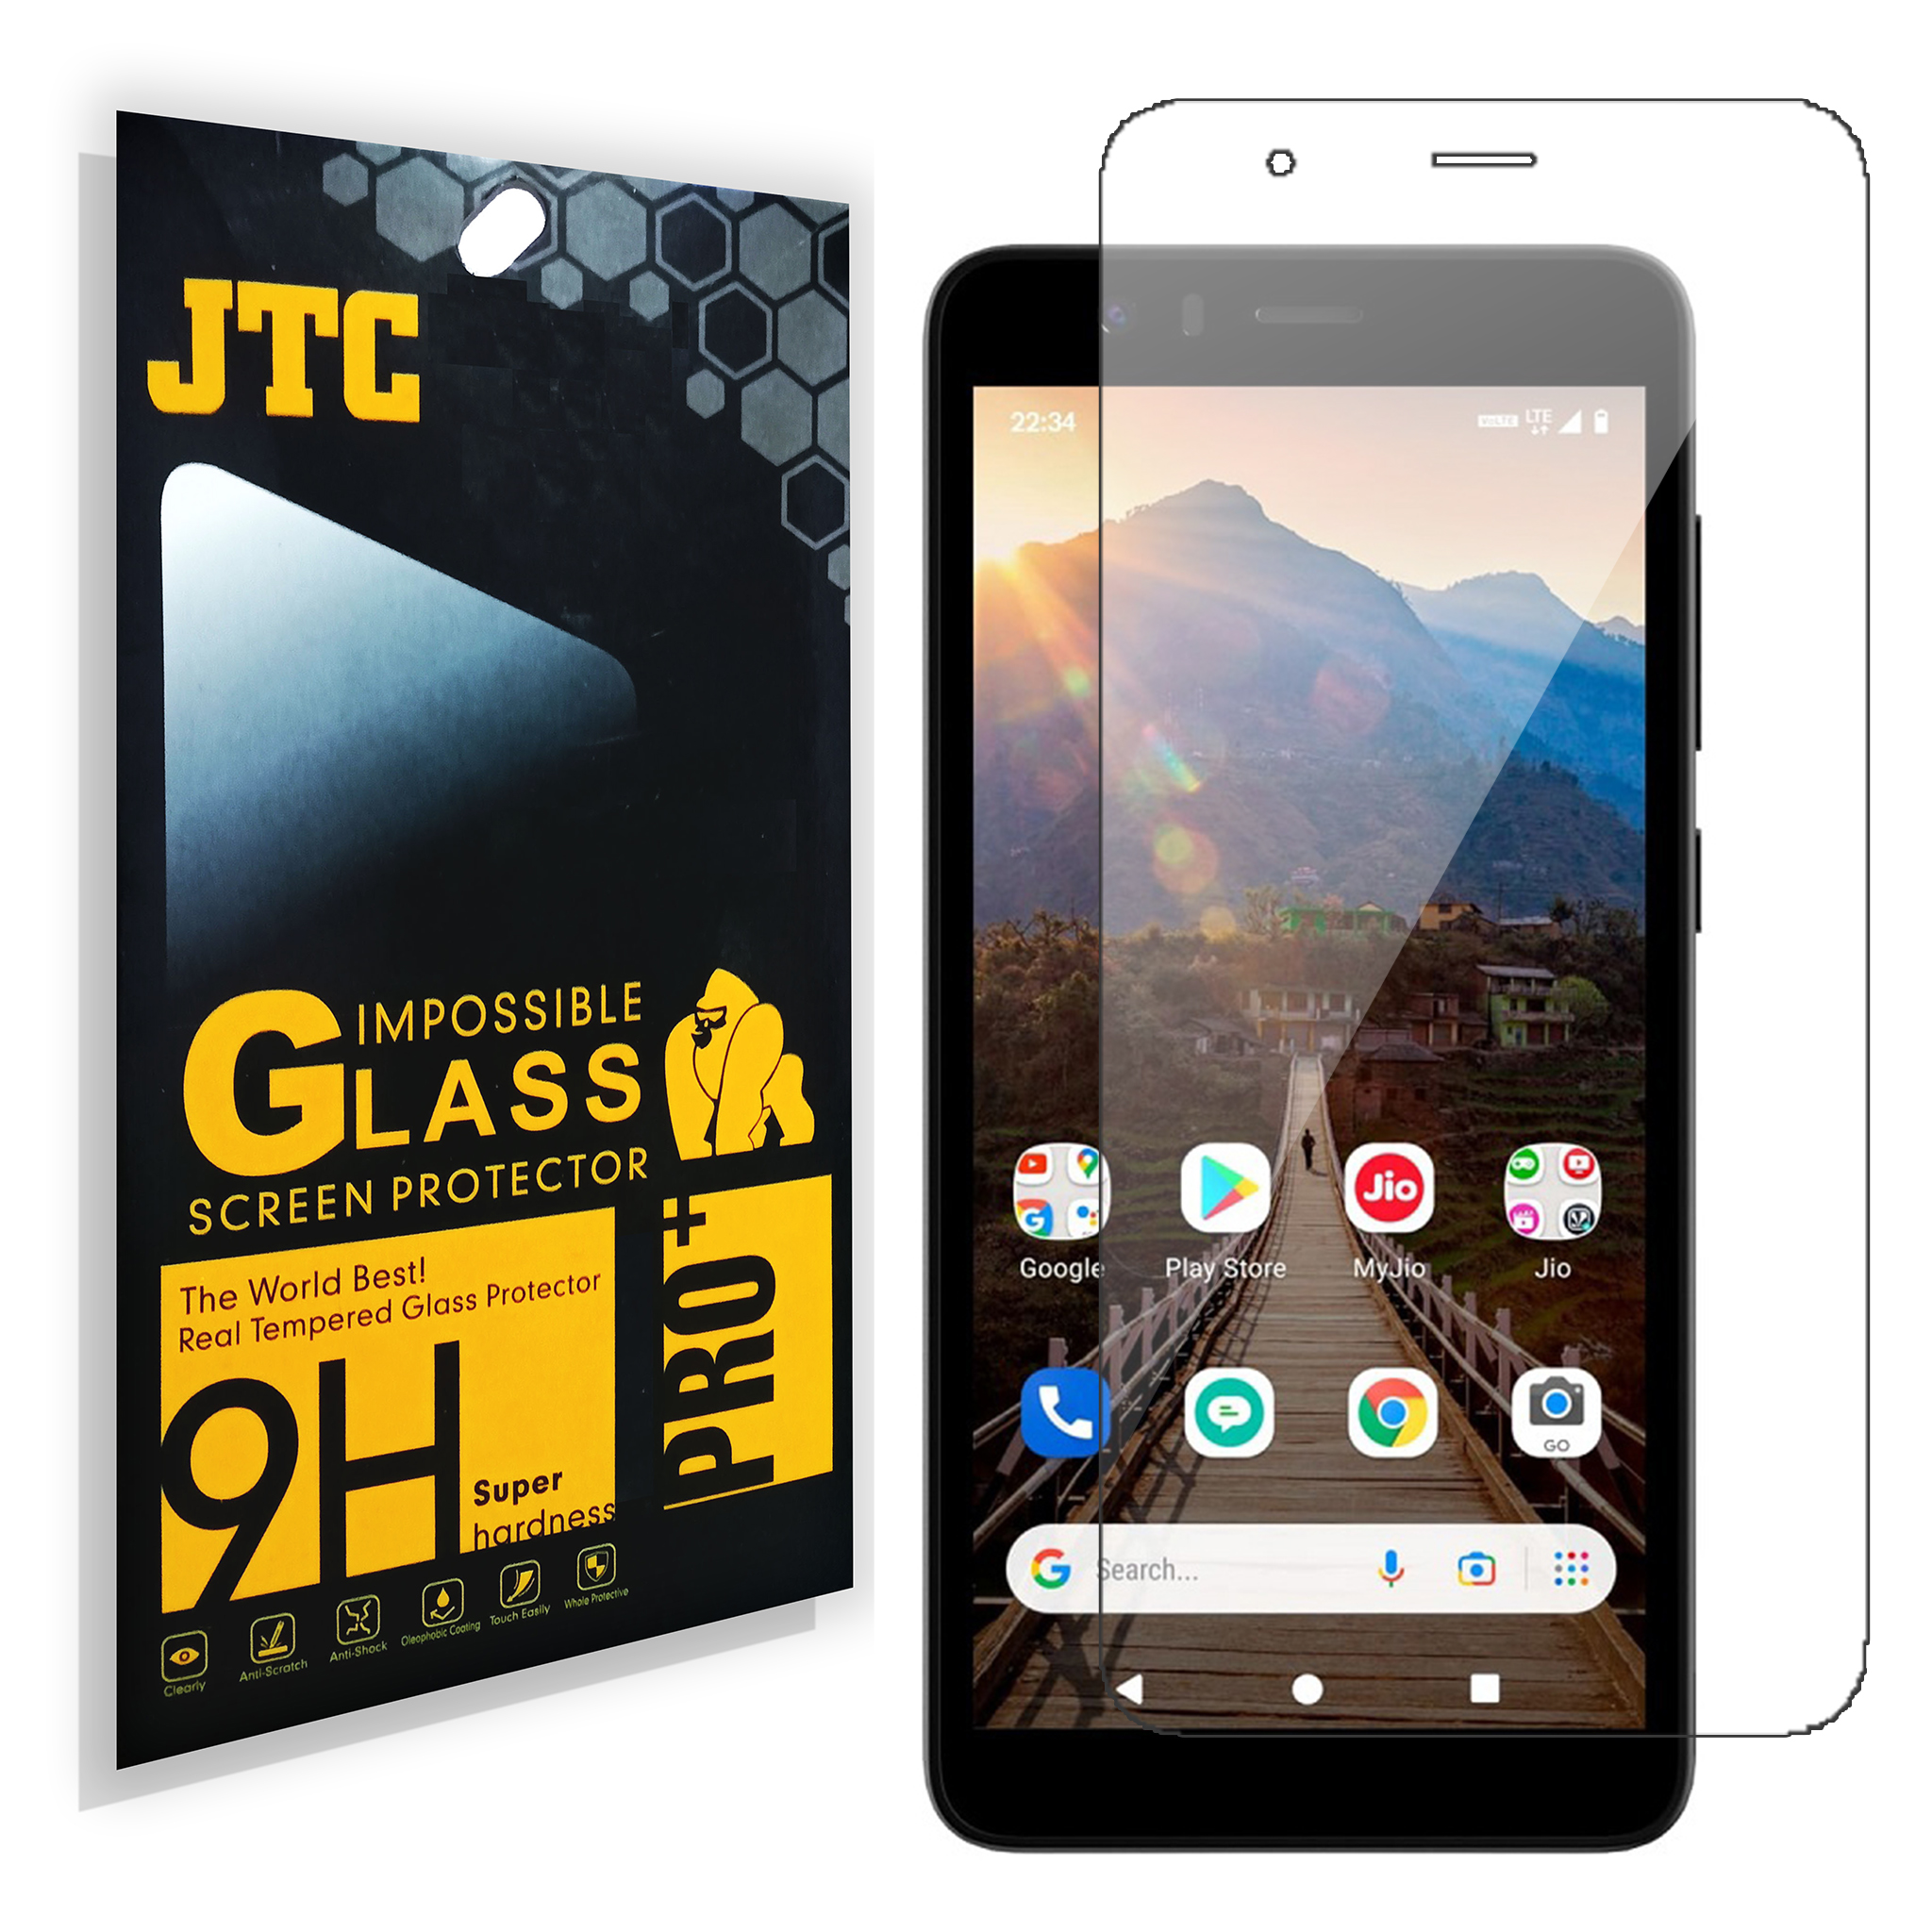 JTC
IMPOSSIBLE
GLASS
SCREEN PROTECTOR
The World Best!
Real Tempered Glass Protector
9H
Super
hardness
PRO+
Clearly
Anti-Scratch
Anti-Shock
Oleophobic Coating
Touch Easily
Whole Protective
22:34
VoLTE LTE
Google
Play Store
Jio
MyJio
Jio
GO
G Search...